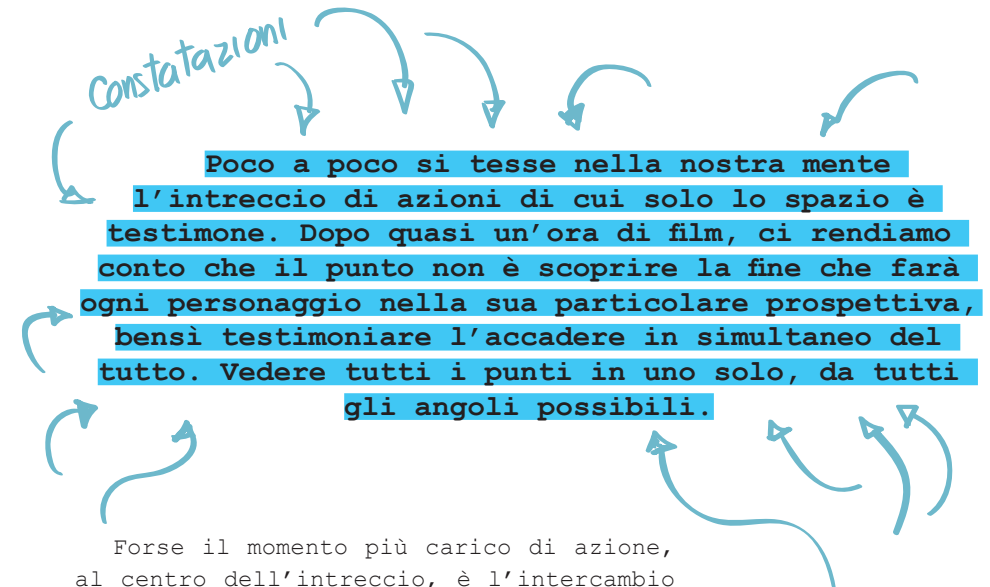 Constatazioni
Poco a poco si tesse nella nostra mente
l'intreccio di azioni di cui solo lo spazio è
testimone. Dopo quasi un'ora di film, ci rendiamo
conto che il punto non è scoprire la fine che farà
ogni personaggio nella sua particolare prospettiva,
bensì testimoniare l'accadere in simultaneo del
tutto. Vedere tutti i punti in uno solo, da tutti
gli angoli possibili.
Forse il momento più carico di azione,
al centro dell'intreccio, è l'intercambio